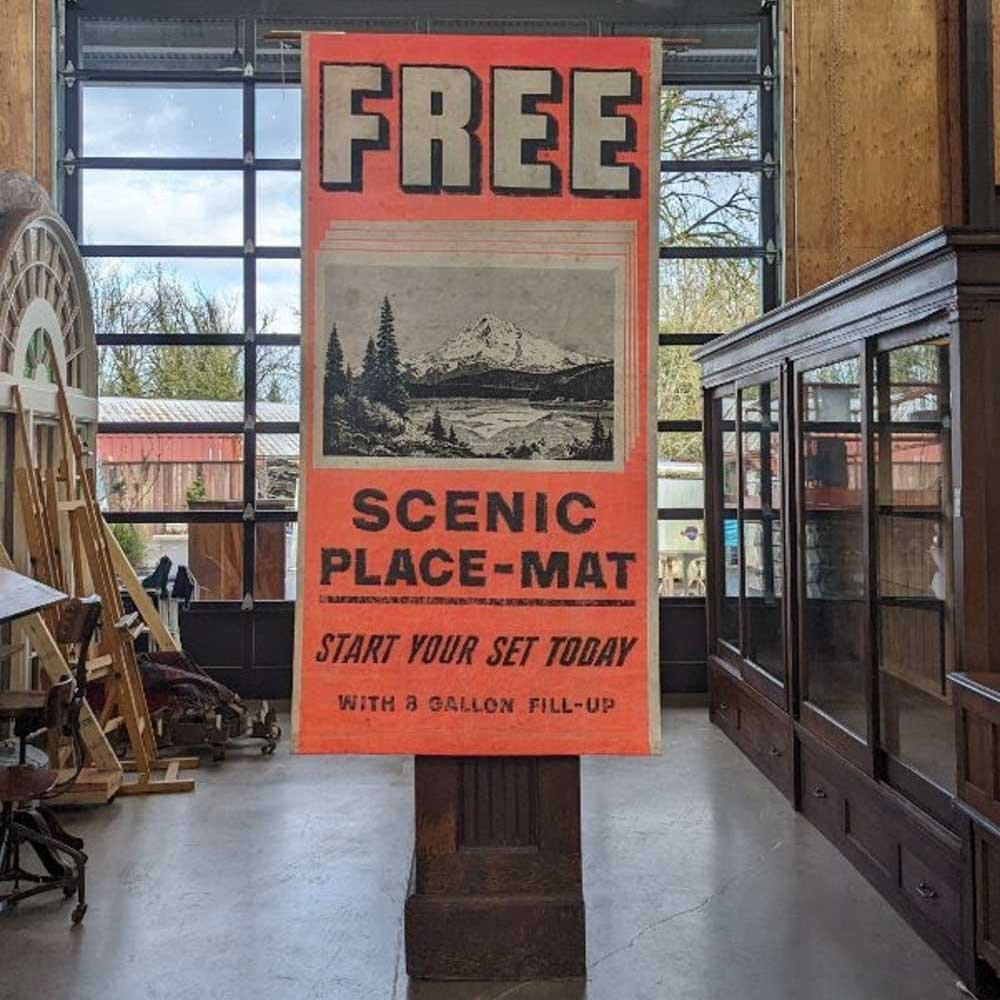 FREE
SCENIC
PLACE-MAT
START YOUR SET TODAY
WITH 8 GALLON FILL-UP